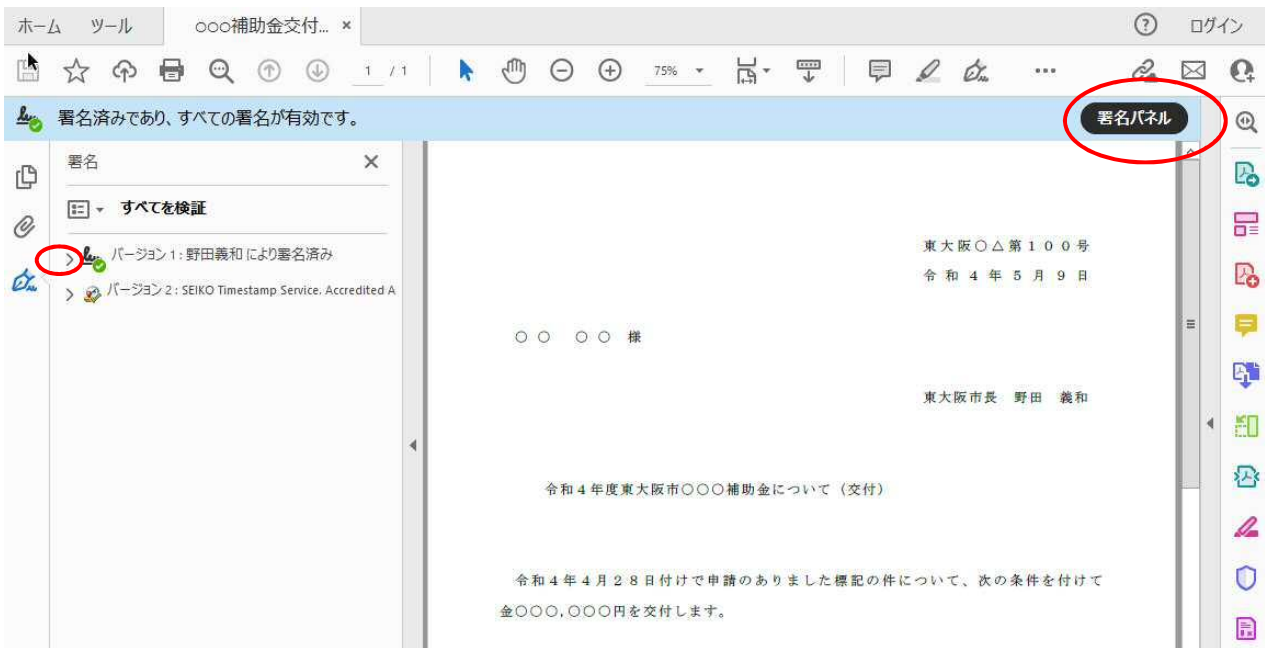 ホーム ツール ○○○補助金交付... × ログイン
1 / 1 75%
署名済みであり、すべての署名が有効です。 署名パネル
署名
すべてを検証
バージョン 1 : 野田義和 により署名済み
バージョン 2 : SEIKO Timestamp Service. Accredited A
東大阪○△第１００号
令和４年５月９日
○○ ○○ 様
東大阪市長 野田 義和
令和４年度東大阪市○○○補助金について（交付）
令和４年４月２８日付けで申請のありました標記の件について、次の条件を付けて
金○○○,○○○円を交付します。